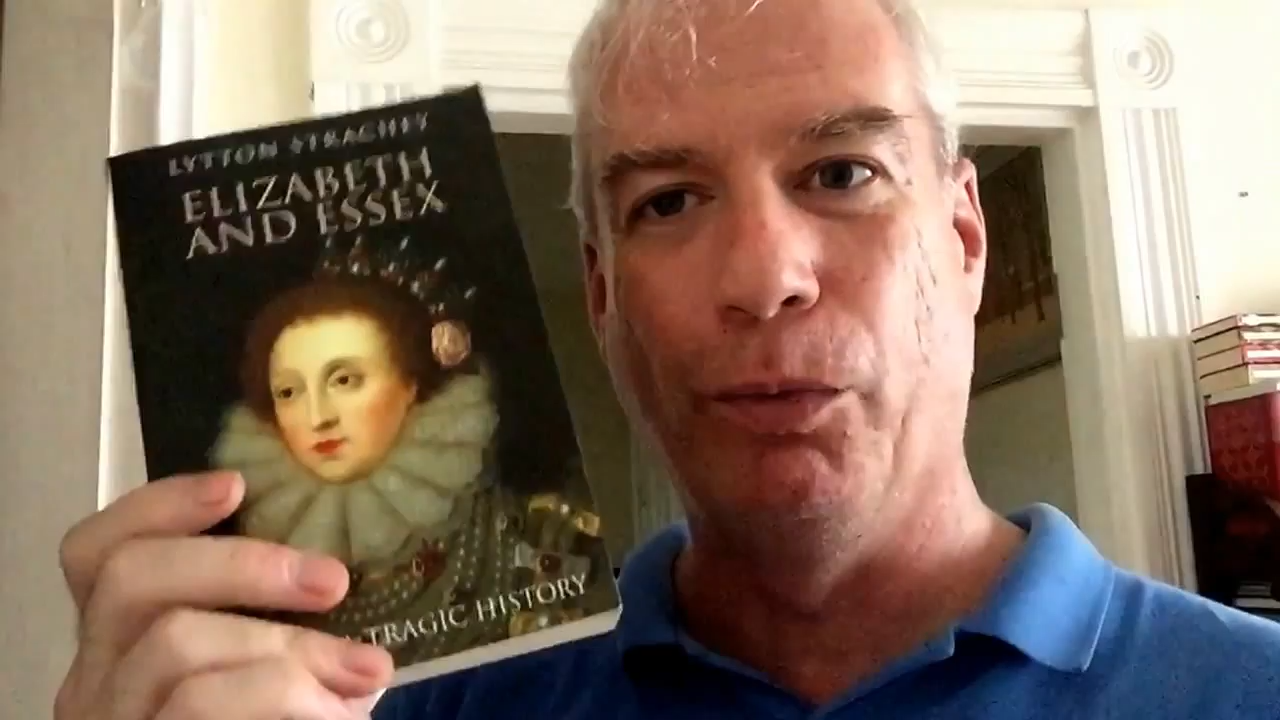 LYTTON STRACHEY
ELIZABETH
AND ESSEX
A TRAGIC HISTORY